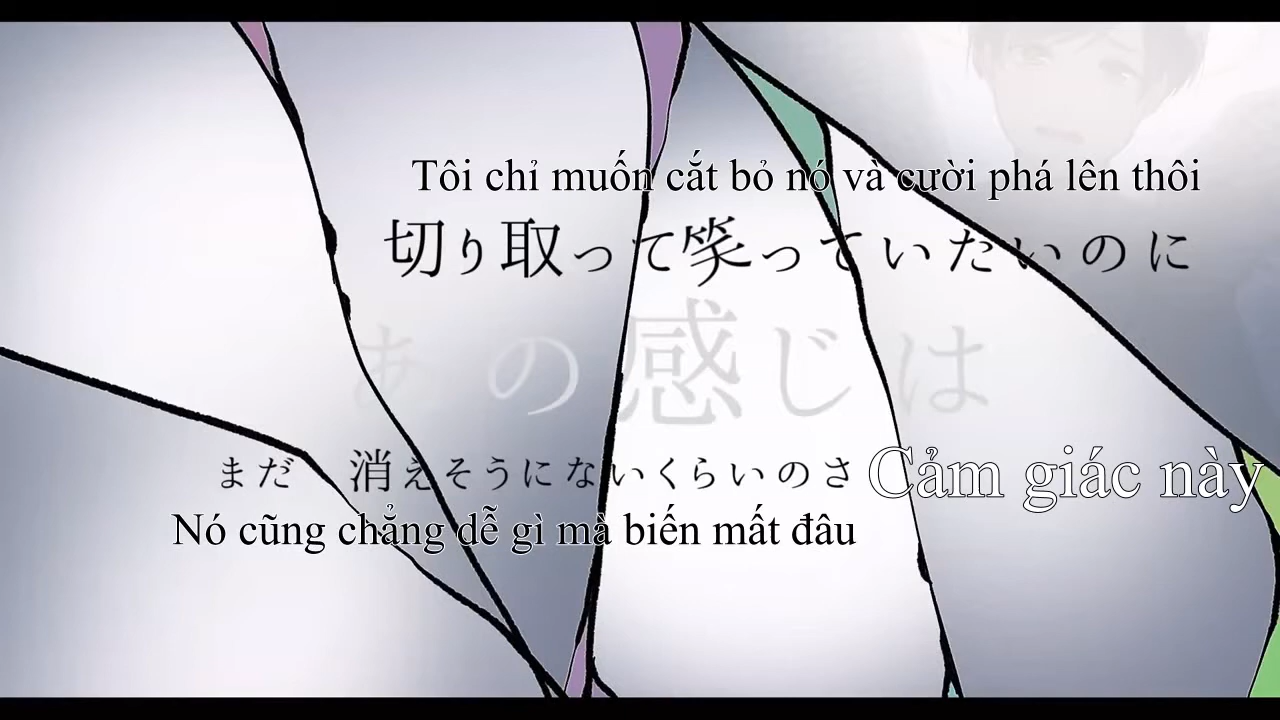 Tôi chỉ muốn cắt bỏ nó và cười phá lên thôi
切り取って笑っていたいのに
あの感じは
まだ 消えそうにないくらいのさ
Cảm giác này
Nó cũng chẳng dễ gì mà biến mất đâu